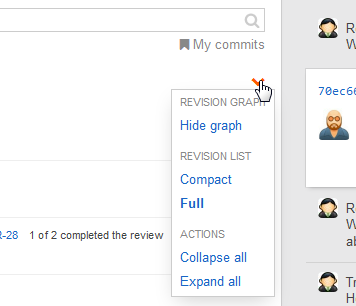 My commits
REVISION GRAPH
Hide graph
REVISION LIST
Compact
Full
R-28 1 of 2 completed the review
ACTIONS
Collapse all
Expand all
R
W
70ec66
R
W
ab
Tr
H